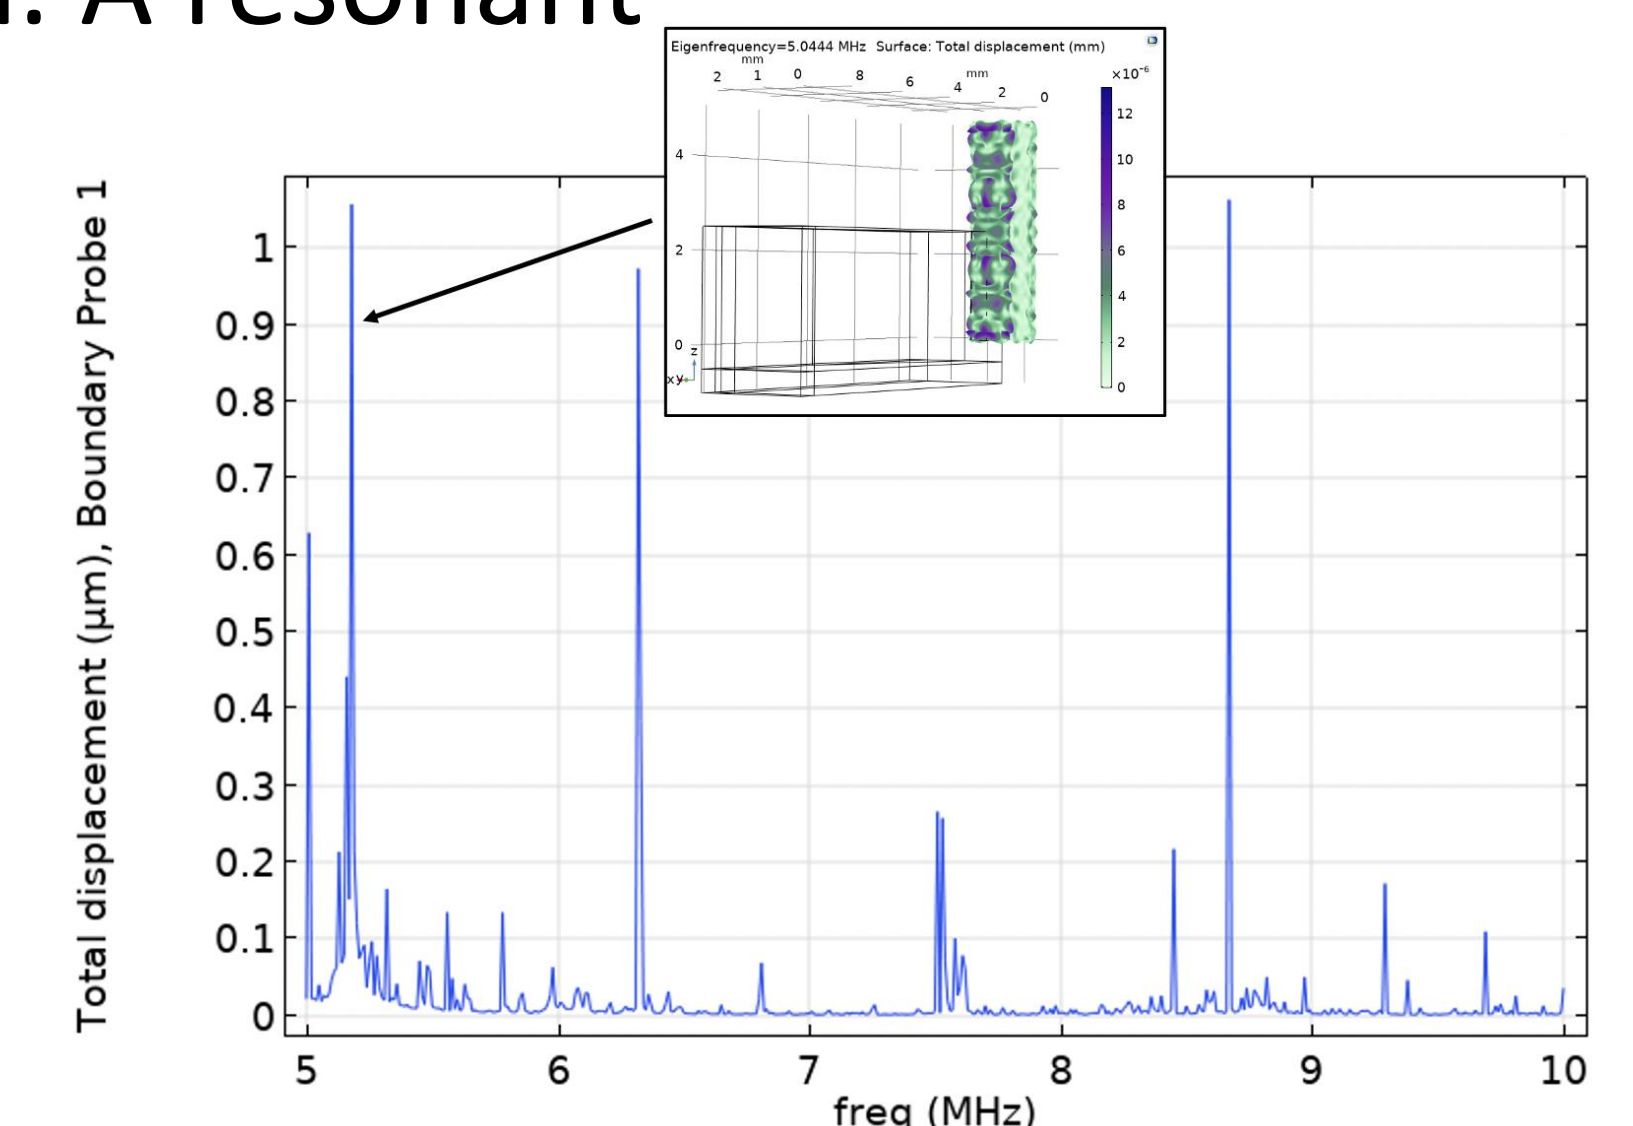 A resonant
Eigenfrequency=5.0444 MHz Surface: Total displacement (mm)
mm
2 1 0 8 6 4 mm 2 0
×10⁻⁶
12
10
8
6
4
2
0
4
2
0
z
x y
Total displacement (µm), Boundary Probe 1
1
0.9
0.8
0.7
0.6
0.5
0.4
0.3
0.2
0.1
0
5 6 7 8 9 10
freq (MHz)